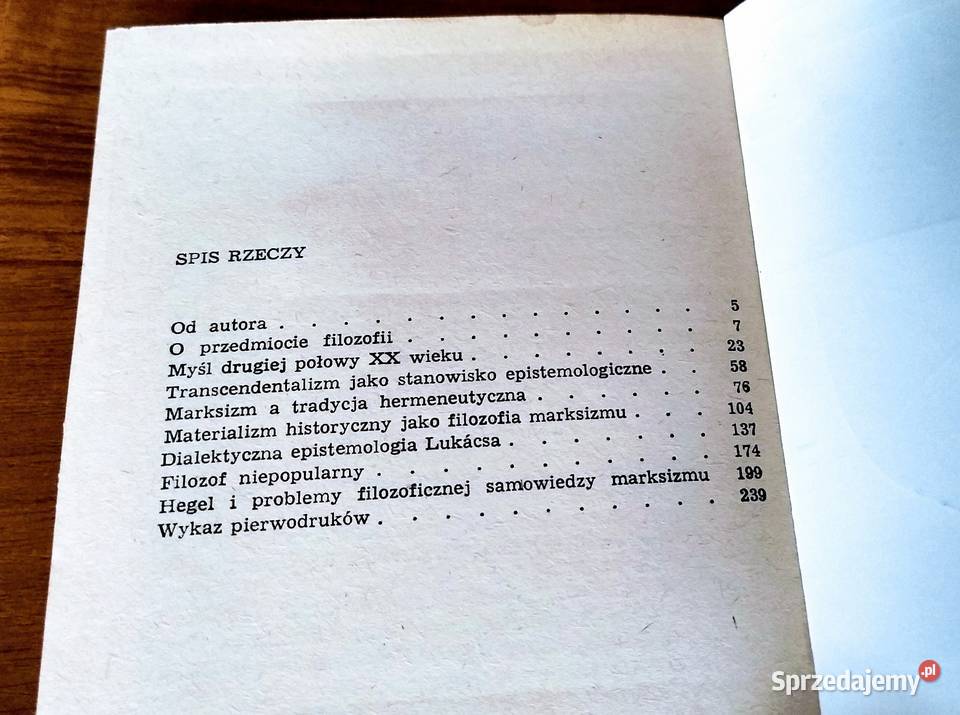 SPIS RZECZY
Od autora . . . . . . . . . . . . . 5
O przedmiocie filozofii . . . . . . . . . 7
Myśl drugiej połowy XX wieku . . . . . . . 23
Transcendentalizm jako stanowisko epistemologiczne . . 58
Marksizm a tradycja hermeneutyczna . . . . . 76
Materializm historyczny jako filozofia marksizmu . . . 104
Dialektyczna epistemologia Lukácsa . . . . . . 137
Filozof niepopularny . . . . . . . . . . 174
Hegel i problemy filozoficznej samowiedzy marksizmu 199
Wykaz pierwodruków . . . . . . . . . 239
Sprzedajemy.pl